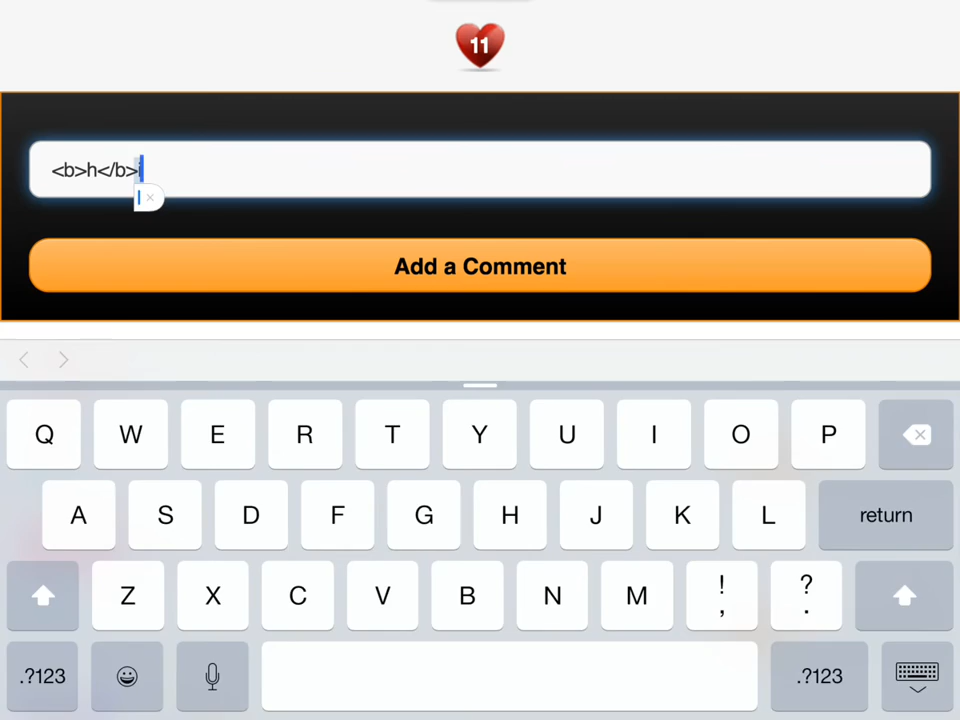 11
<b>h</b>i
I ×
Add a Comment
Q W E R T Y U I O P
A S D F G H J K L return
Z X C V B N M ! , ? .
.?123 .?123